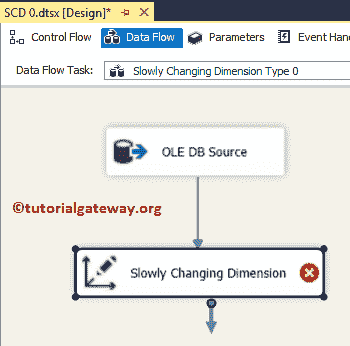 SCD 0.dtsx [Design]*
Control Flow Data Flow Parameters Event Han
Data Flow Task: Slowly Changing Dimension Type 0
OLE DB Source
©tutorialgateway.org
Slowly Changing Dimension